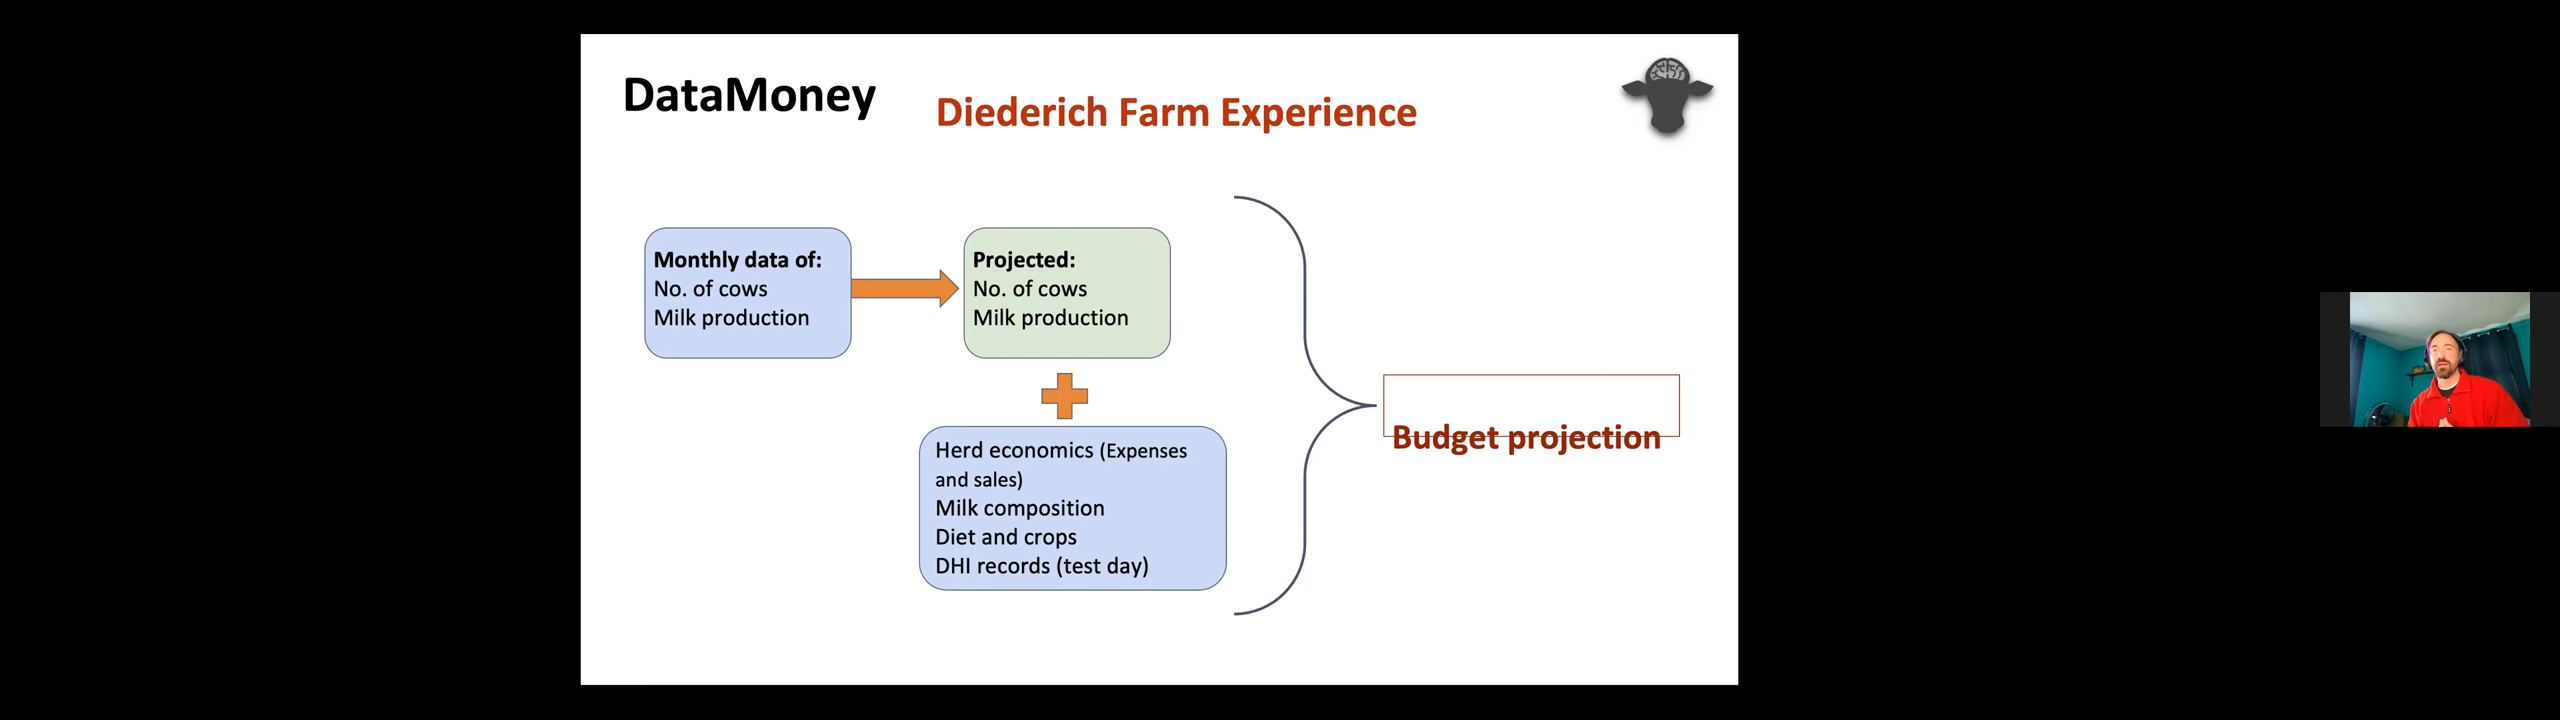 DataMoney
Diederich Farm Experience
Monthly data of:
No. of cows
Milk production
Projected:
No. of cows
Milk production
Herd economics (Expenses
and sales)
Milk composition
Diet and crops
DHI records (test day)
Budget projection